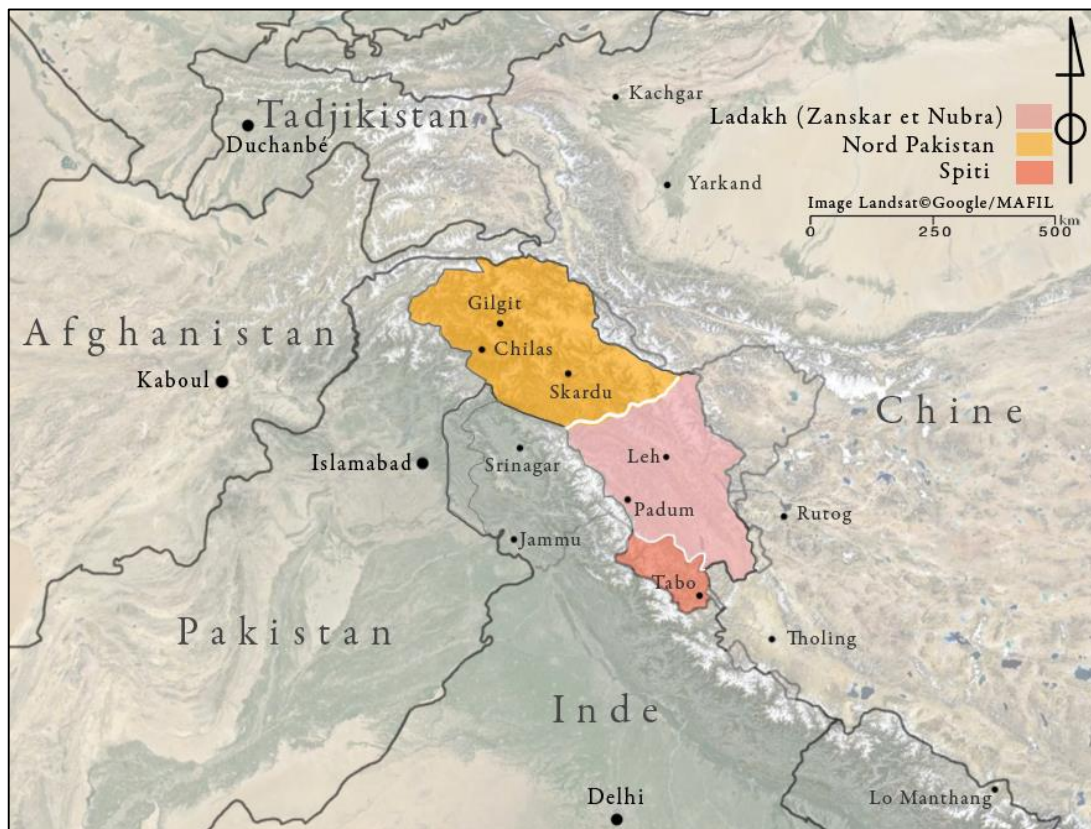 Kachgar
Tadjikistan
Duchanbé
Ladakh (Zanskar et Nubra)
Nord Pakistan
Spiti
Yarkand
Image Landsat©Google/MAFIL
km
0 250 500
Gilgit
Afghanistan
Chilas
Kaboul
Skardu
Chine
Islamabad
Srinagar
Leh
Padum
Rutog
Jammu
Tabo
Pakistan
Tholing
Inde
Delhi
Lo Manthang